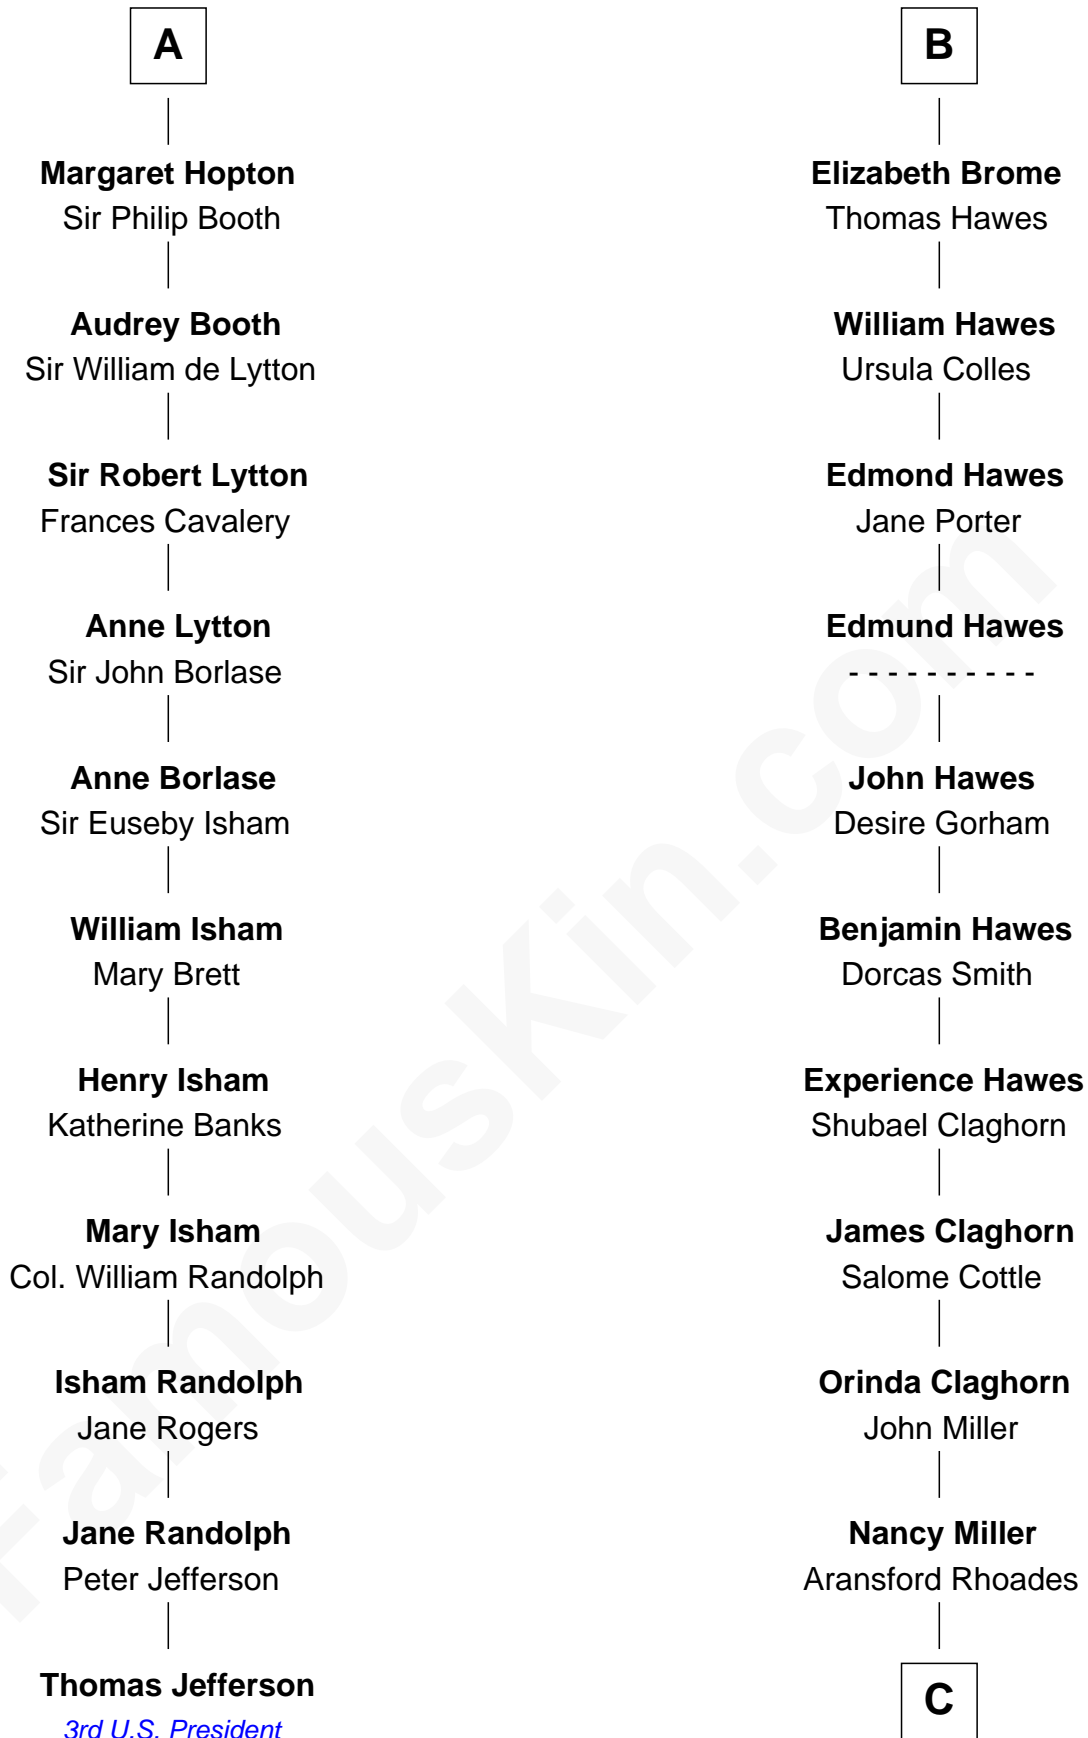 A
Margaret Hopton
Sir Philip Booth
Audrey Booth
Sir William de Lytton
Sir Robert Lytton
Frances Cavalery
Anne Lytton
Sir John Borlase
Anne Borlase
Sir Euseby Isham
William Isham
Mary Brett
Henry Isham
Katherine Banks
Mary Isham
Col. William Randolph
Isham Randolph
Jane Rogers
Jane Randolph
Peter Jefferson
Thomas Jefferson
3rd U.S. President
B
Elizabeth Brome
Thomas Hawes
William Hawes
Ursula Colles
Edmond Hawes
Jane Porter
Edmund Hawes
- - - - - - - - - -
John Hawes
Desire Gorham
Benjamin Hawes
Dorcas Smith
Experience Hawes
Shubael Claghorn
James Claghorn
Salome Cottle
Orinda Claghorn
John Miller
Nancy Miller
Aransford Rhoades
C
FamousKin.com